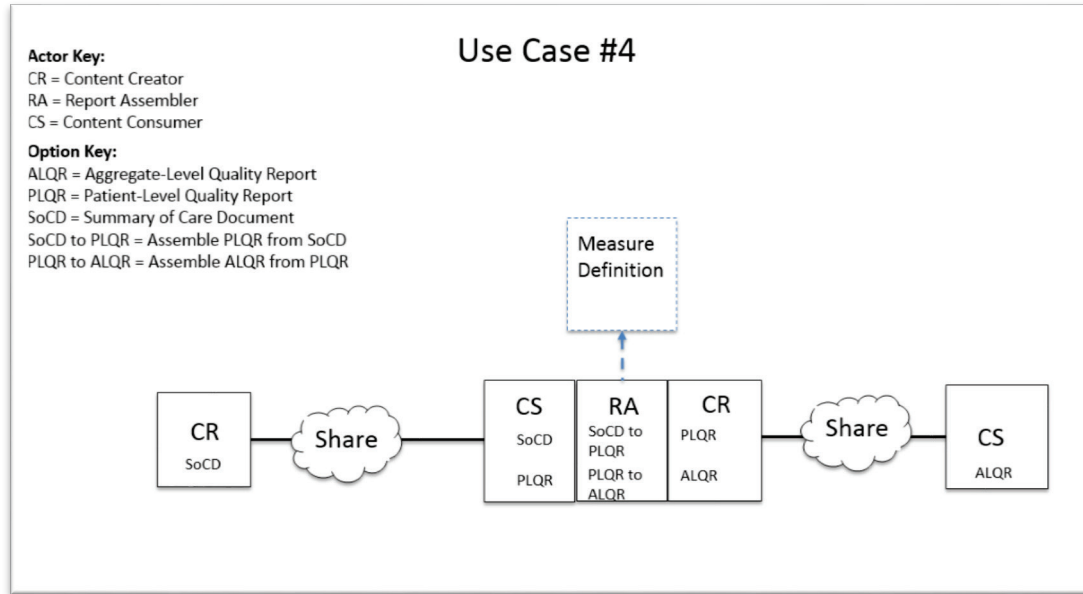 Use Case #4
Actor Key:
CR = Content Creator
RA = Report Assembler
CS = Content Consumer
Option Key:
ALQR = Aggregate-Level Quality Report
PLQR = Patient-Level Quality Report
SoCD = Summary of Care Document
SoCD to PLQR = Assemble PLQR from SoCD
PLQR to ALQR = Assemble ALQR from PLQR
Measure
Definition
CR
SoCD
Share
CS
SoCD
PLQR
RA
SoCD to
PLQR
PLQR to
ALQR
CR
PLQR
ALQR
Share
CS
ALQR